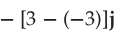 − [3 − (−3)]j